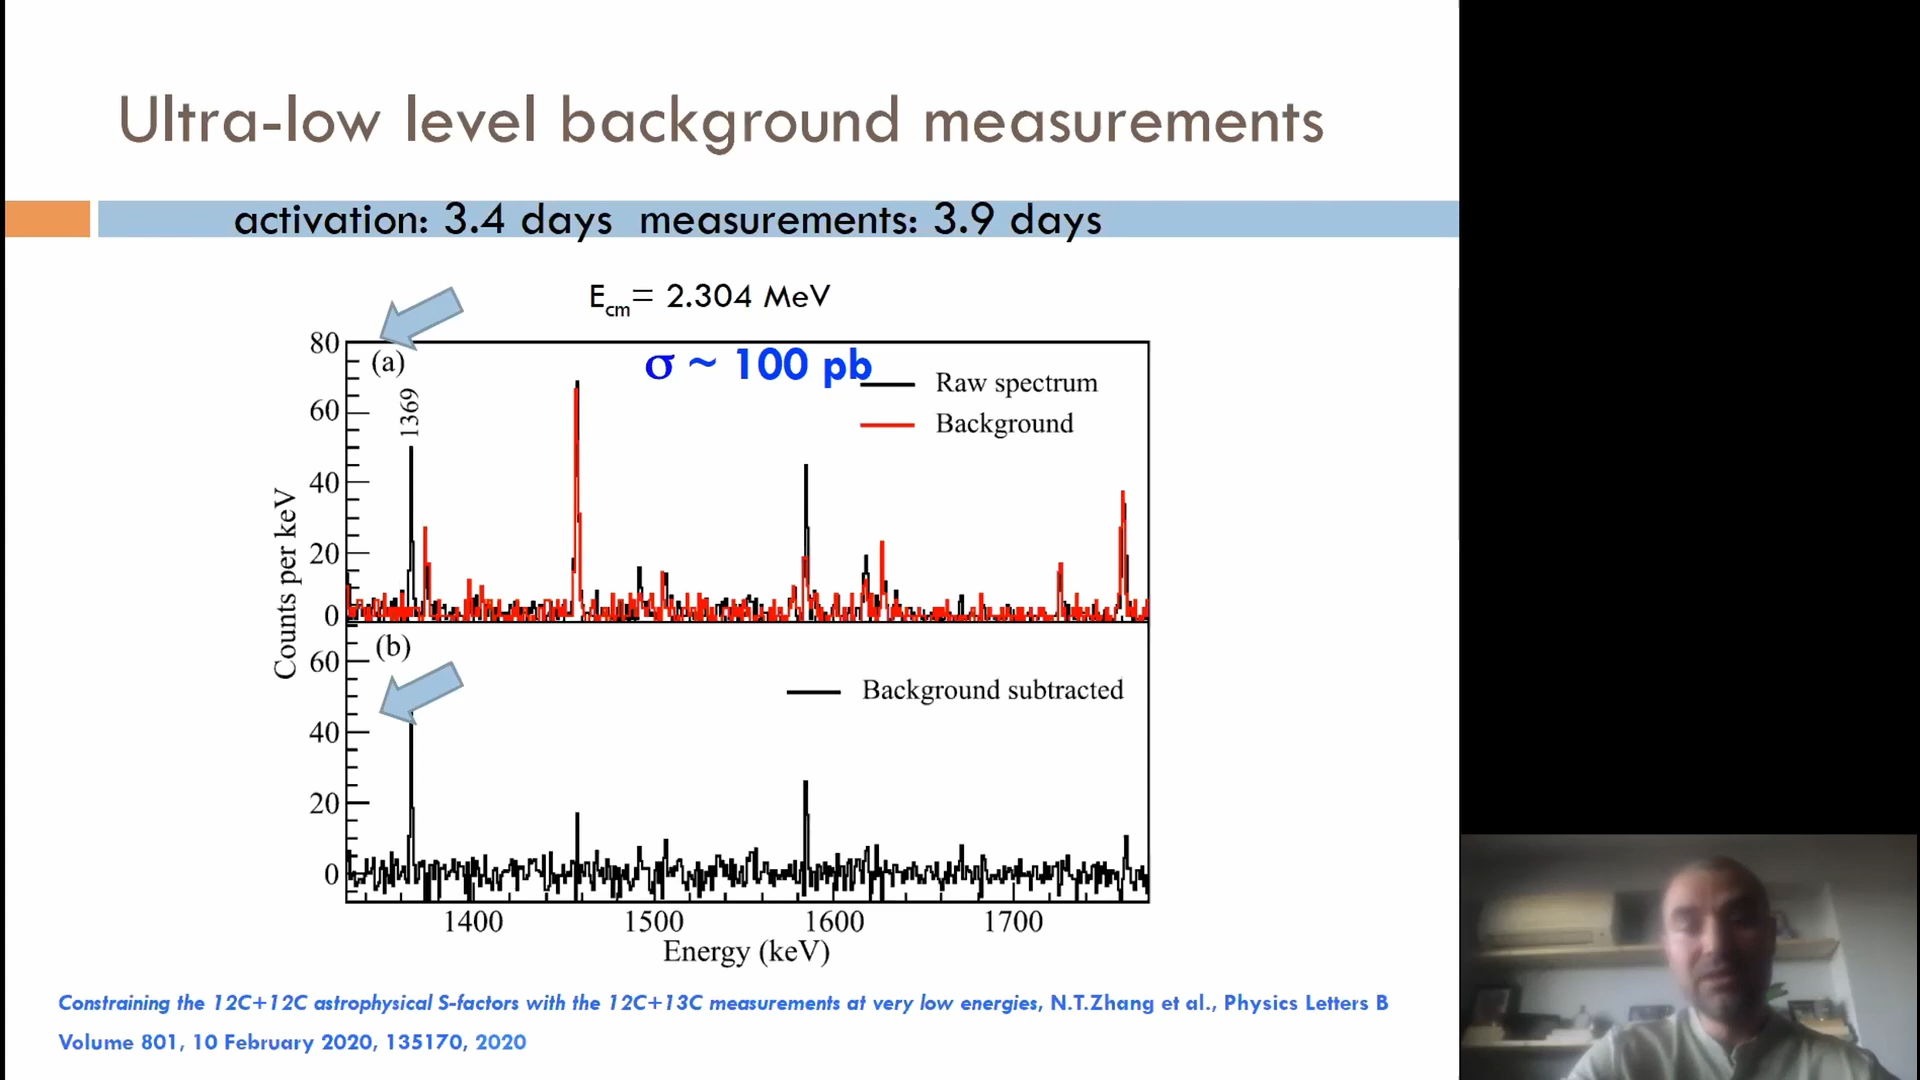 Ultra-low level background measurements
activation: 3.4 days measurements: 3.9 days
Ecm= 2.304 MeV
σ ~ 100 pb
(a)
1369
Raw spectrum
Background
80
60
40
20
0
Counts per keV
(b)
Background subtracted
60
40
20
0
1400 1500 1600 1700
Energy (keV)
Constraining the 12C+12C astrophysical S-factors with the 12C+13C measurements at very low energies, N.T.Zhang et al., Physics Letters B
Volume 801, 10 February 2020, 135170, 2020